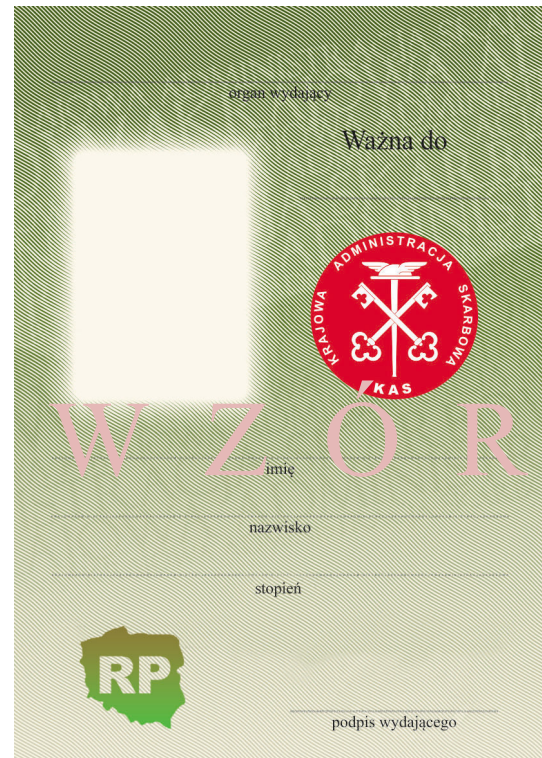 organ wydający
Ważna do
KRAJOWA ADMINISTRACJA SKARBOWA
KAS
WZÓR
imię
nazwisko
stopień
RP
podpis wydającego